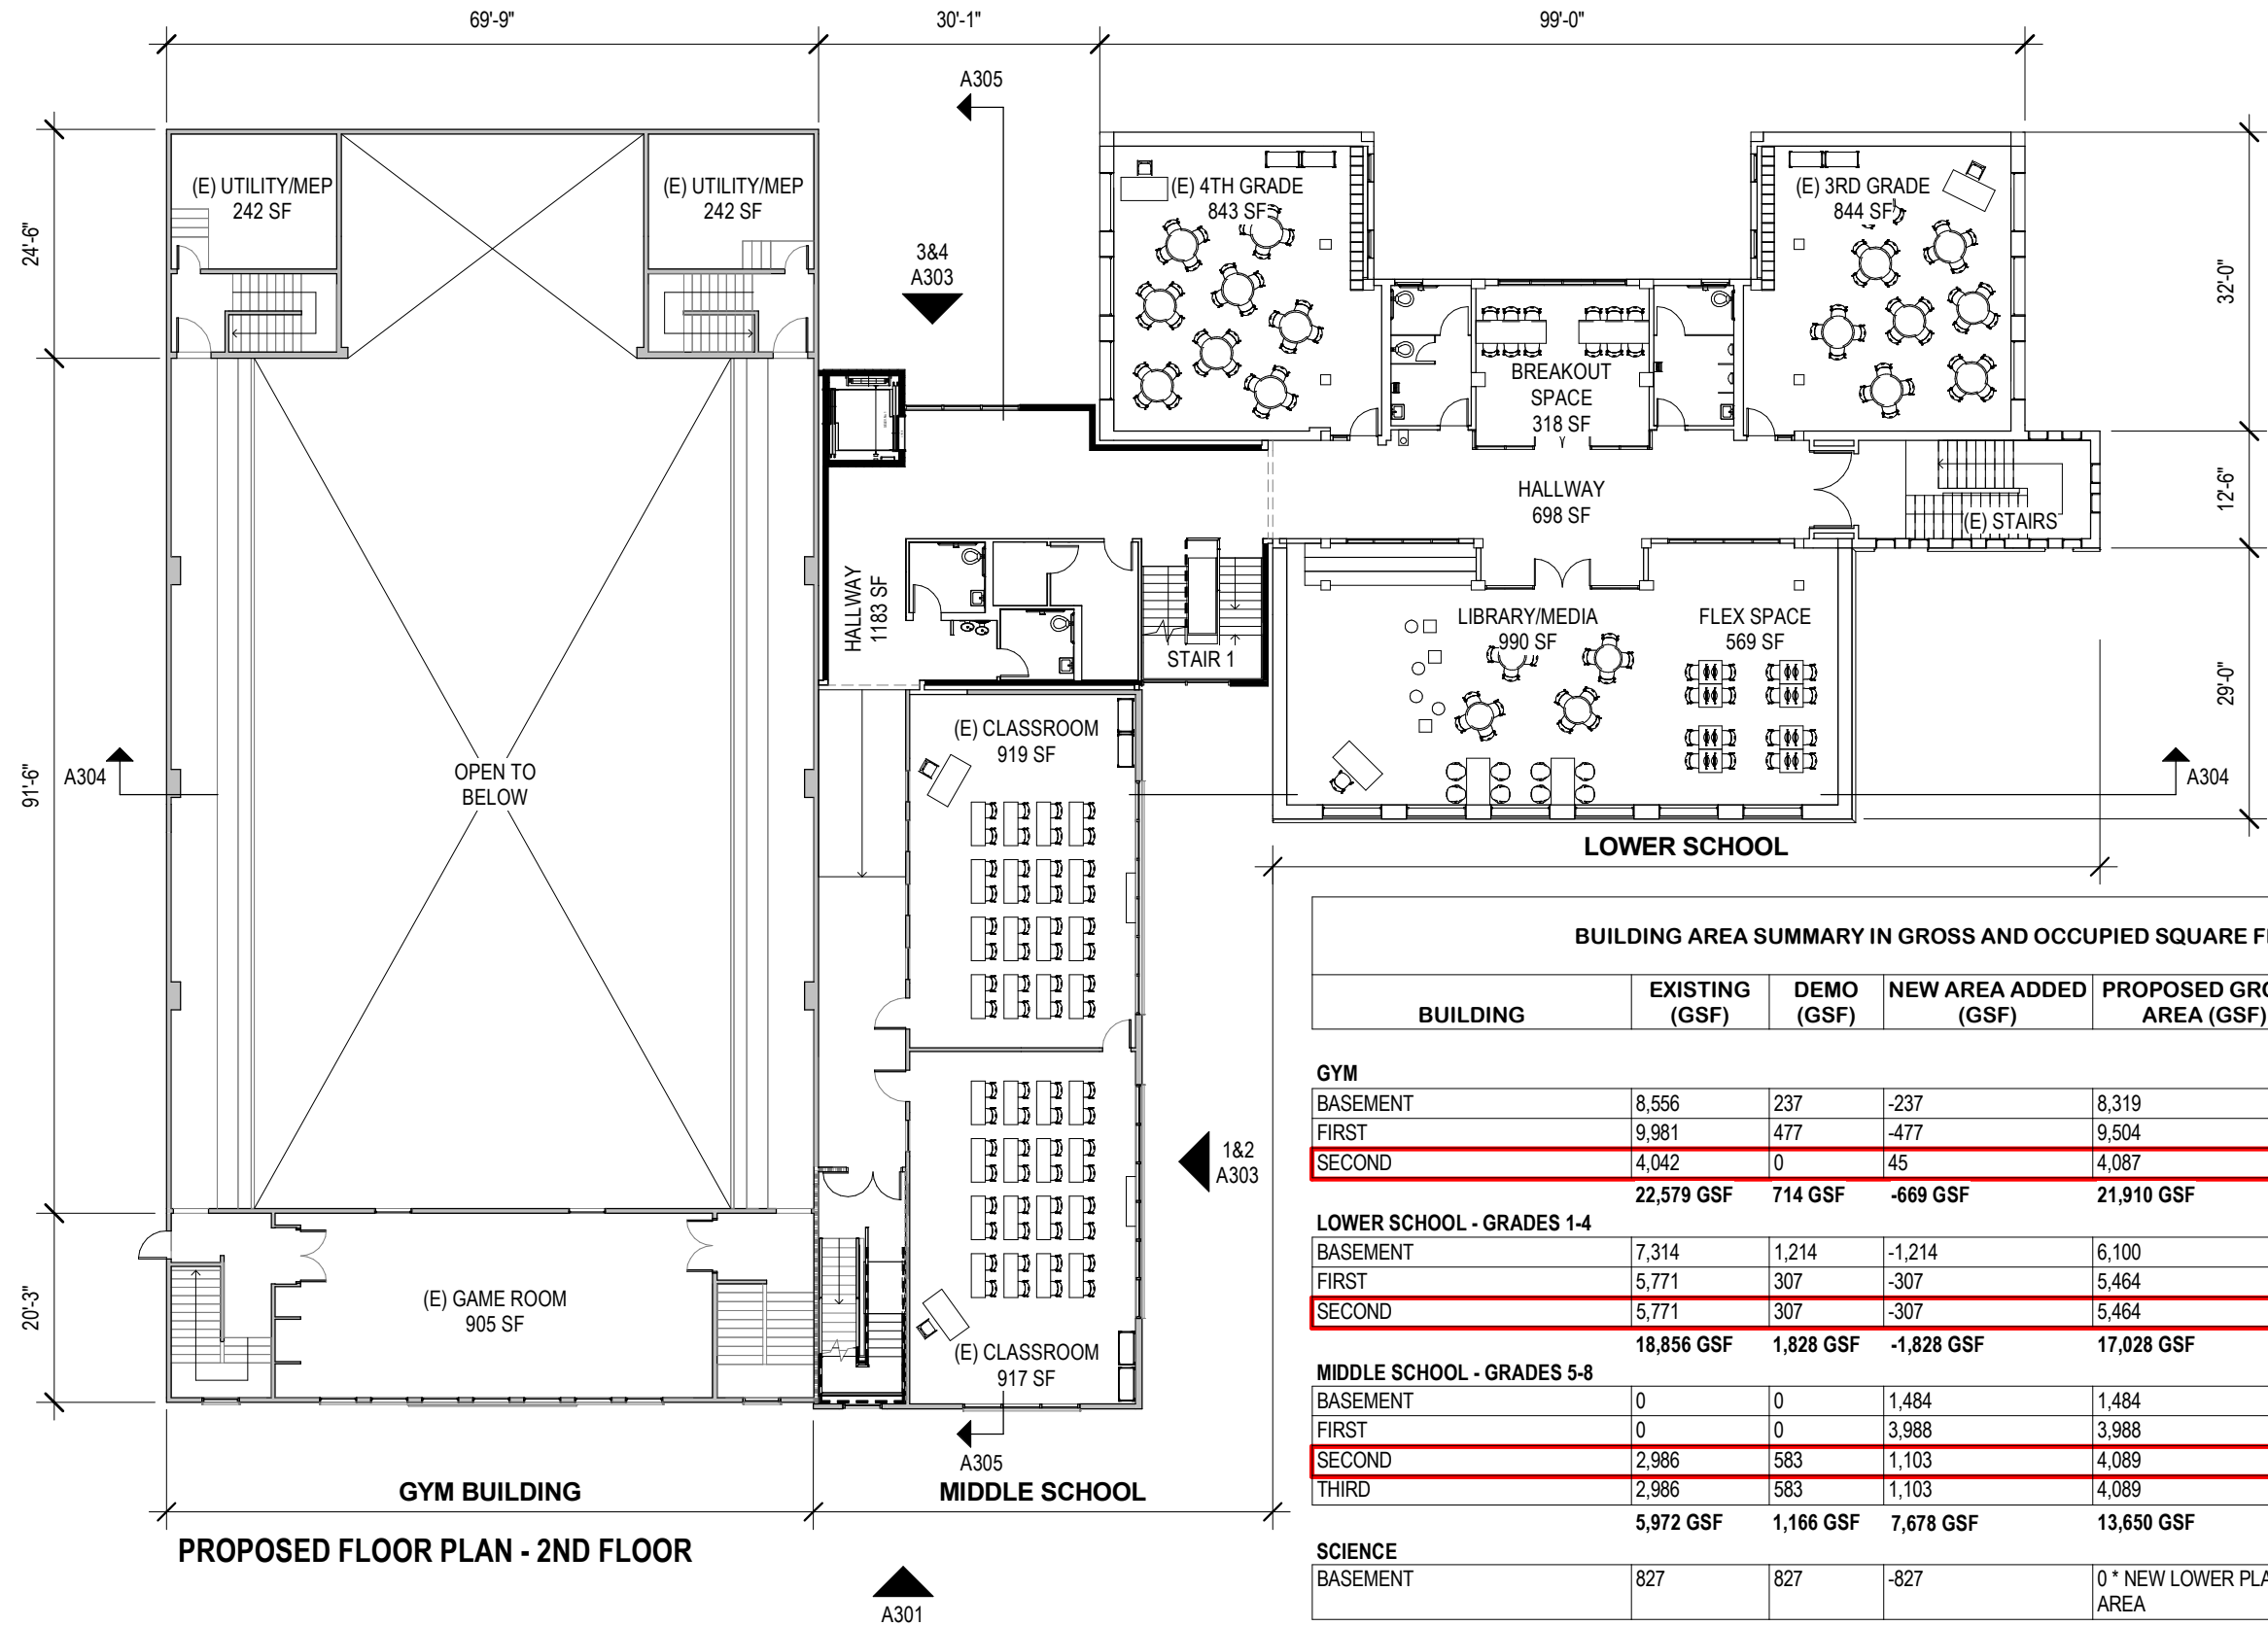 69'-9"
30'-1"
99'-0"
A305
(E) UTILITY/MEP
242 SF
(E) UTILITY/MEP
242 SF
(E) 4TH GRADE
843 SF
(E) 3RD GRADE
844 SF
24'-6"
3&4
A303
32'-0"
BREAKOUT
SPACE
318 SF
HALLWAY
698 SF
12'-6"
(E) STAIRS
HALLWAY
1183 SF
STAIR 1
LIBRARY/MEDIA
990 SF
FLEX SPACE
569 SF
29'-0"
(E) CLASSROOM
919 SF
91'-6"
A304
OPEN TO
BELOW
A304
LOWER SCHOOL
1&2
A303
20'-3"
(E) GAME ROOM
905 SF
(E) CLASSROOM
917 SF
A305
GYM BUILDING
MIDDLE SCHOOL
PROPOSED FLOOR PLAN - 2ND FLOOR
A301
BUILDING AREA SUMMARY IN GROSS AND OCCUPIED SQUARE F
BUILDING EXISTING (GSF) DEMO (GSF) NEW AREA ADDED (GSF) PROPOSED GRO AREA (GSF)
GYM
BASEMENT 8,556 237 -237 8,319
FIRST 9,981 477 -477 9,504
SECOND 4,042 0 45 4,087
22,579 GSF 714 GSF -669 GSF 21,910 GSF
LOWER SCHOOL - GRADES 1-4
BASEMENT 7,314 1,214 -1,214 6,100
FIRST 5,771 307 -307 5,464
SECOND 5,771 307 -307 5,464
18,856 GSF 1,828 GSF -1,828 GSF 17,028 GSF
MIDDLE SCHOOL - GRADES 5-8
BASEMENT 0 0 1,484 1,484
FIRST 0 0 3,988 3,988
SECOND 2,986 583 1,103 4,089
THIRD 2,986 583 1,103 4,089
5,972 GSF 1,166 GSF 7,678 GSF 13,650 GSF
SCIENCE
BASEMENT 827 827 -827 0 * NEW LOWER PLA
AREA